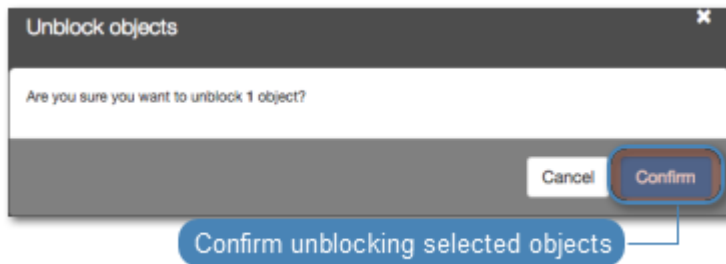 Unblock objects
Are you sure you want to unblock 1 object?
Cancel Confirm
Confirm unblocking selected objects